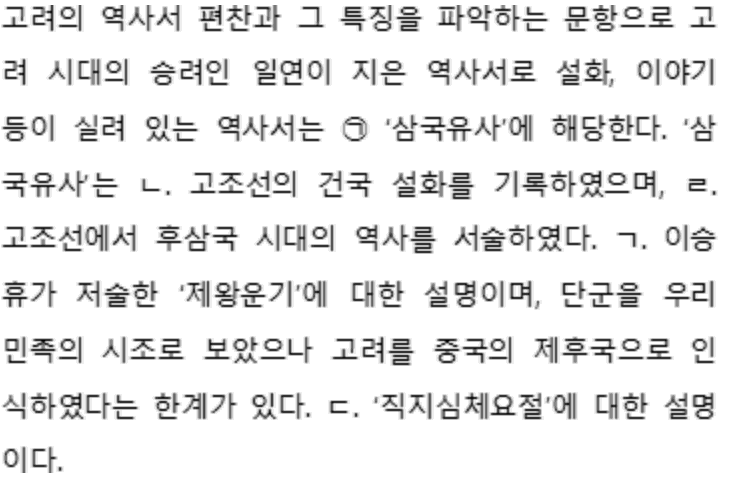 고려의 역사서 편찬과 그 특징을 파악하는 문항으로 고
려 시대의 승려인 일연이 지은 역사서로 설화, 이야기
등이 실려 있는 역사서는 ㉠ '삼국유사'에 해당한다. '삼
국유사'는 ㄴ. 고조선의 건국 설화를 기록하였으며, ㄹ.
고조선에서 후삼국 시대의 역사를 서술하였다. ㄱ. 이승
휴가 저술한 '제왕운기'에 대한 설명이며, 단군을 우리
민족의 시조로 보았으나 고려를 중국의 제후국으로 인
식하였다는 한계가 있다. ㄷ. '직지심체요절'에 대한 설명
이다.